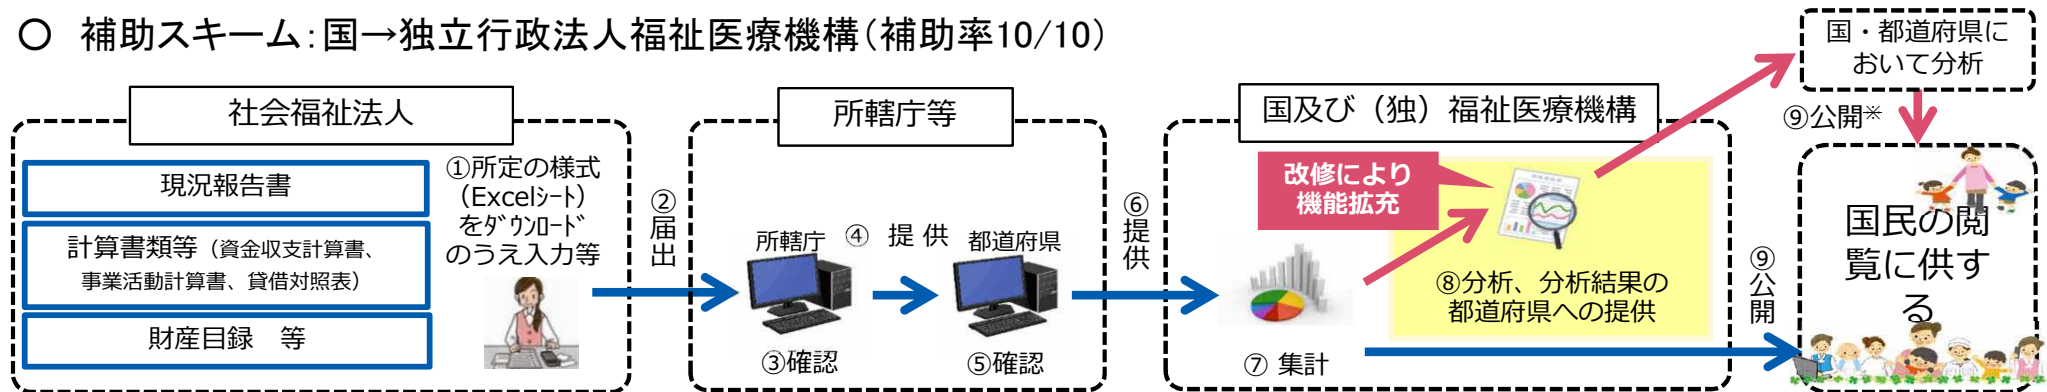 〇 補助スキーム：国→独立行政法人福祉医療機構（補助率10/10）
社会福祉法人
現況報告書
計算書類等（資金収支計算書、
事業活動計算書、貸借対照表）
財産目録　等
①所定の様式
（Excelｼｰﾄ）
をﾀﾞｳﾝﾛｰﾄﾞ
のうえ入力等
②届出
所轄庁等
所轄庁
④ 提 供
都道府県
③確認
⑤確認
⑥提供
国及び（独）福祉医療機構
改修により
機能拡充
⑦ 集計
⑧分析、分析結果の
都道府県への提供
国・都道府県に
おいて分析
⑨公開※
⑨公開
国民の閲
覧に供す
る